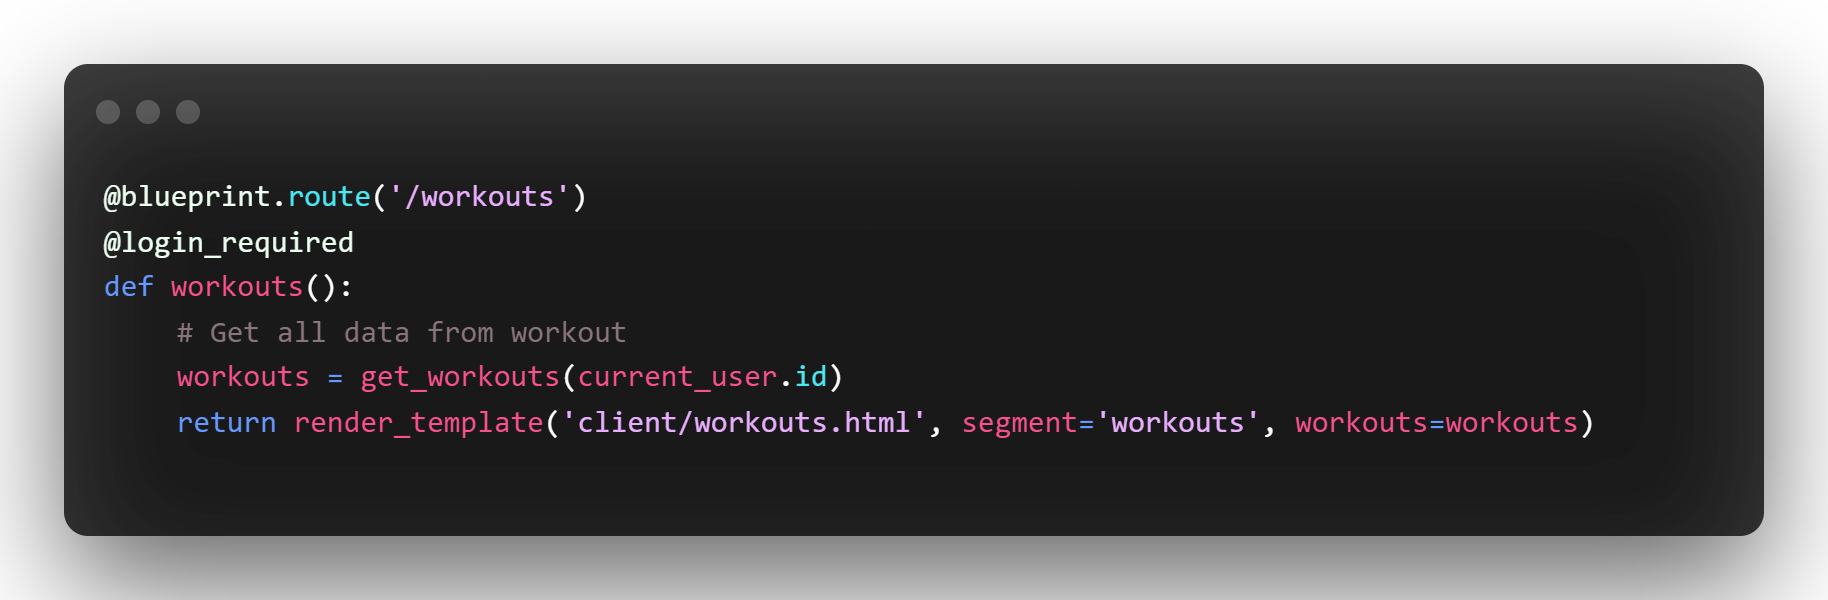 @blueprint.route('/workouts')
@login_required
def workouts():
    # Get all data from workout
    workouts = get_workouts(current_user.id)
    return render_template('client/workouts.html', segment='workouts', workouts=workouts)